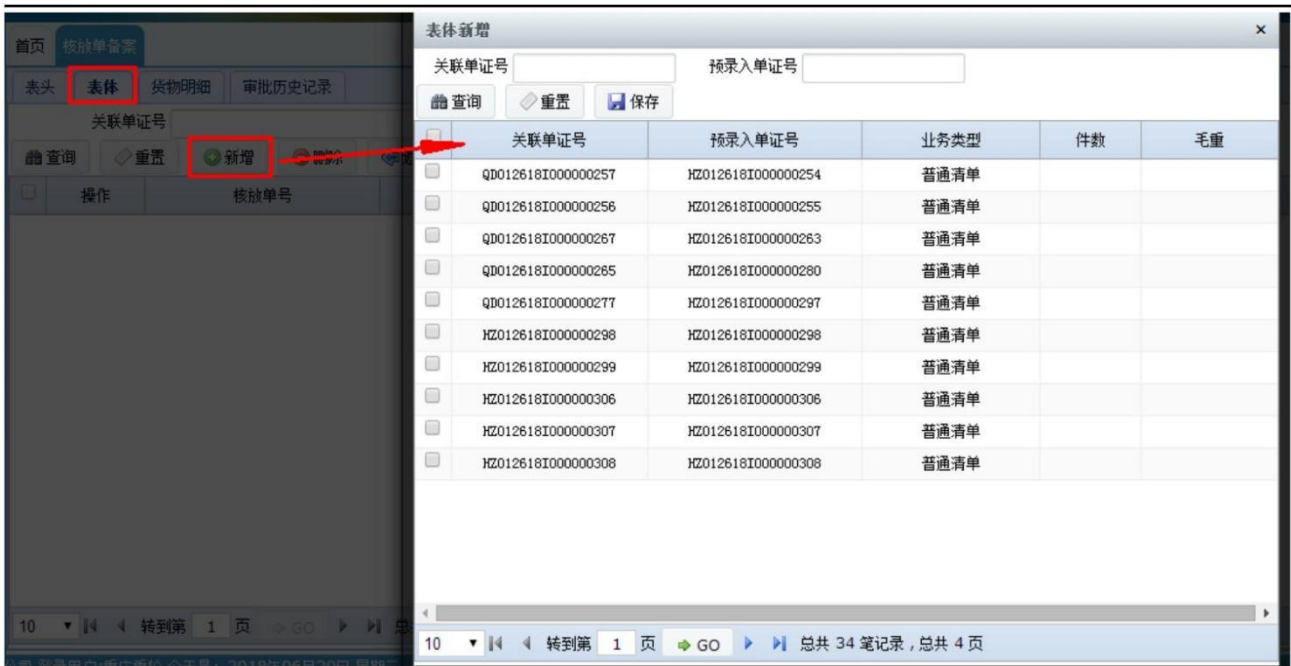 首页 核放单备案
表头 表体 货物明细 审批历史记录
关联单证号
查询 重置 新增 删除
操作 核放单号
10 转到第 1 页 GO 总
表体新增 ×
关联单证号 预录入单证号
查询 重置 保存
关联单证号 预录入单证号 业务类型 件数 毛重
QD012618I000000257 HZ012618I000000254 普通清单
QD012618I000000256 HZ012618I000000255 普通清单
QD012618I000000267 HZ012618I000000263 普通清单
QD012618I000000265 HZ012618I000000280 普通清单
QD012618I000000277 HZ012618I000000297 普通清单
HZ012618I000000298 HZ012618I000000298 普通清单
HZ012618I000000299 HZ012618I000000299 普通清单
HZ012618I000000306 HZ012618I000000306 普通清单
HZ012618I000000307 HZ012618I000000307 普通清单
HZ012618I000000308 HZ012618I000000308 普通清单
10 转到第 1 页 GO 总共 34 笔记录，总共 4 页